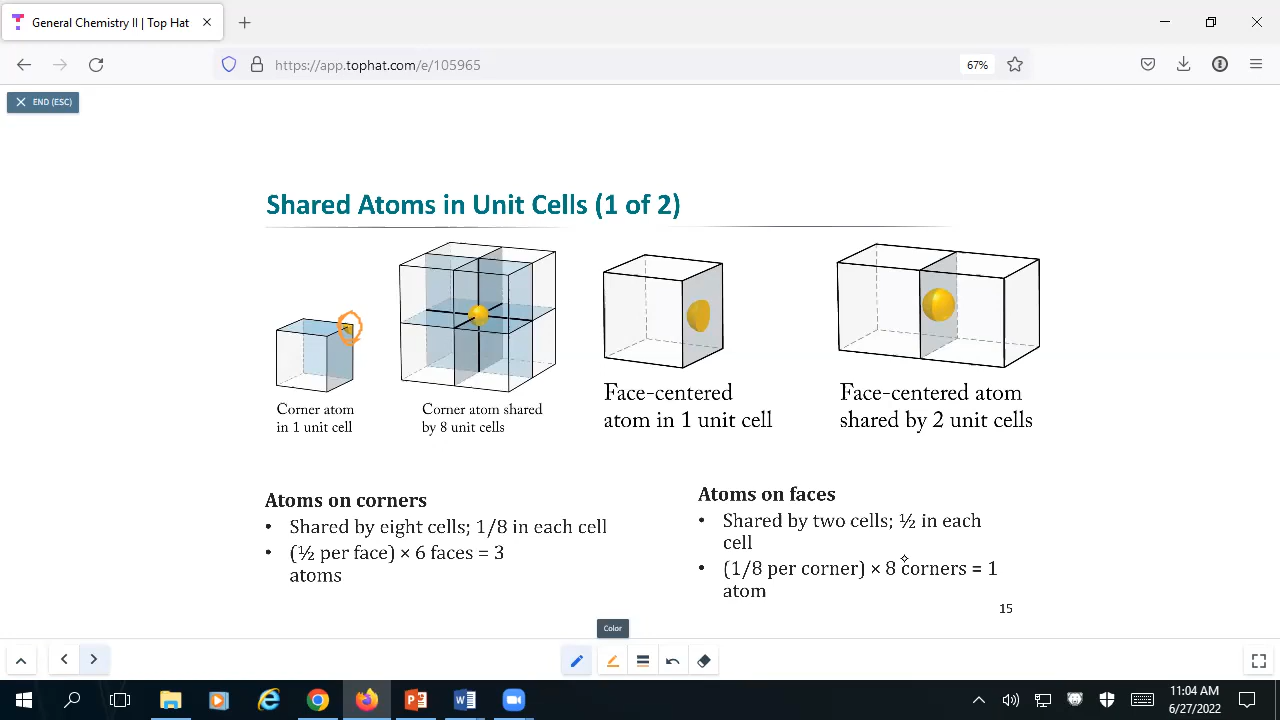 General Chemistry II | Top Hat
https://app.tophat.com/e/105965
67%
END (ESC)
Shared Atoms in Unit Cells (1 of 2)
Corner atom
in 1 unit cell
Corner atom shared
by 8 unit cells
Face-centered
atom in 1 unit cell
Face-centered atom
shared by 2 unit cells
Atoms on corners
• Shared by eight cells; 1/8 in each cell
• (½ per face) × 6 faces = 3
atoms
Atoms on faces
• Shared by two cells; ½ in each
cell
• (1/8 per corner) × 8 corners = 1
atom
15
Color
11:04 AM
6/27/2022